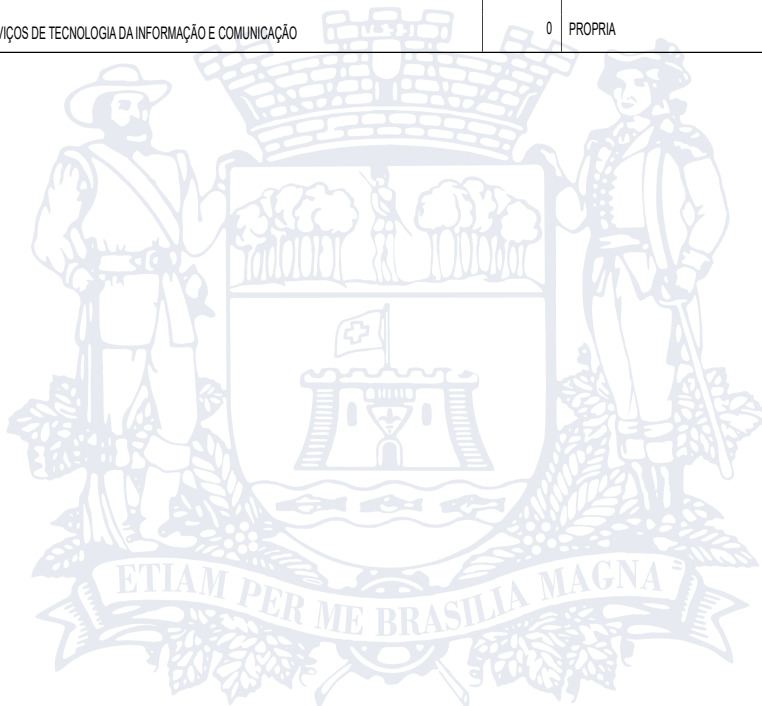 VIÇOS DE TECNOLOGIA DA INFORMAÇÃO E COMUNICAÇÃO 0 PROPRIA
ETIAM PER ME BRASILIA MAGNA